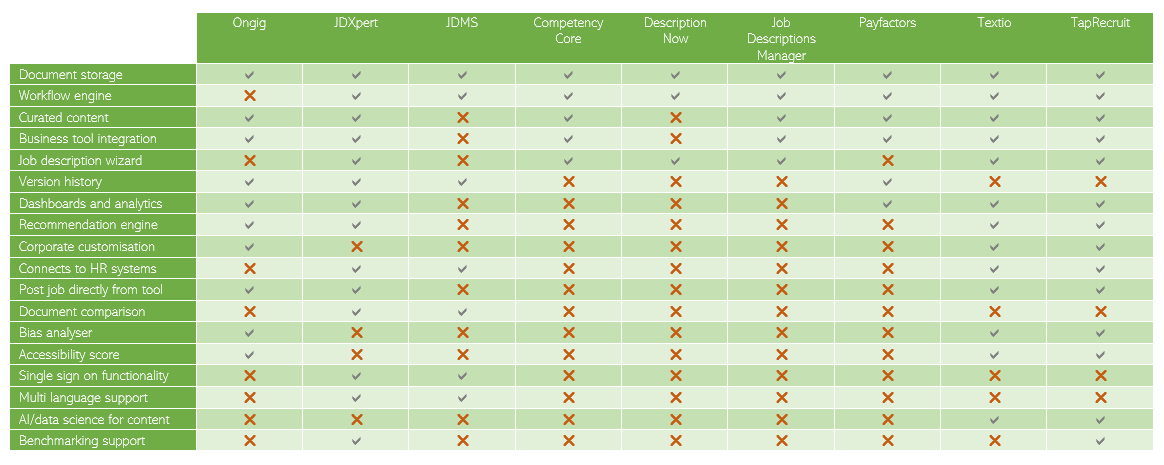 Ongig JDXpert JDMS Competency Description Job Payfactors Textio TapRecruit
Core Now Descriptions
Manager
Document storage ✓ ✓ ✓ ✓ ✓ ✓ ✓ ✓ ✓
Workflow engine ✗ ✓ ✓ ✓ ✓ ✓ ✓ ✓ ✓
Curated content ✓ ✓ ✗ ✓ ✗ ✓ ✓ ✓ ✓
Business tool integration ✓ ✓ ✗ ✓ ✗ ✓ ✓ ✓ ✓
Job description wizard ✗ ✓ ✗ ✓ ✓ ✓ ✗ ✓ ✓
Version history ✓ ✓ ✓ ✗ ✗ ✗ ✓ ✗ ✗
Dashboards and analytics ✓ ✓ ✗ ✗ ✗ ✗ ✓ ✓ ✓
Recommendation engine ✓ ✓ ✗ ✗ ✗ ✗ ✗ ✓ ✓
Corporate customisation ✓ ✗ ✗ ✗ ✗ ✗ ✗ ✓ ✓
Connects to HR systems ✗ ✓ ✓ ✗ ✗ ✗ ✗ ✓ ✓
Post job directly from tool ✓ ✓ ✗ ✗ ✗ ✗ ✗ ✓ ✓
Document comparison ✗ ✓ ✓ ✗ ✗ ✗ ✗ ✗ ✗
Bias analyser ✓ ✗ ✗ ✗ ✗ ✗ ✗ ✓ ✓
Accessibility score ✓ ✗ ✗ ✗ ✗ ✗ ✗ ✓ ✓
Single sign on functionality ✗ ✓ ✓ ✗ ✗ ✗ ✗ ✗ ✗
Multi language support ✗ ✓ ✓ ✗ ✗ ✗ ✗ ✗ ✗
AI/data science for content ✗ ✗ ✗ ✗ ✗ ✗ ✗ ✓ ✓
Benchmarking support ✗ ✓ ✗ ✗ ✗ ✗ ✗ ✗ ✓